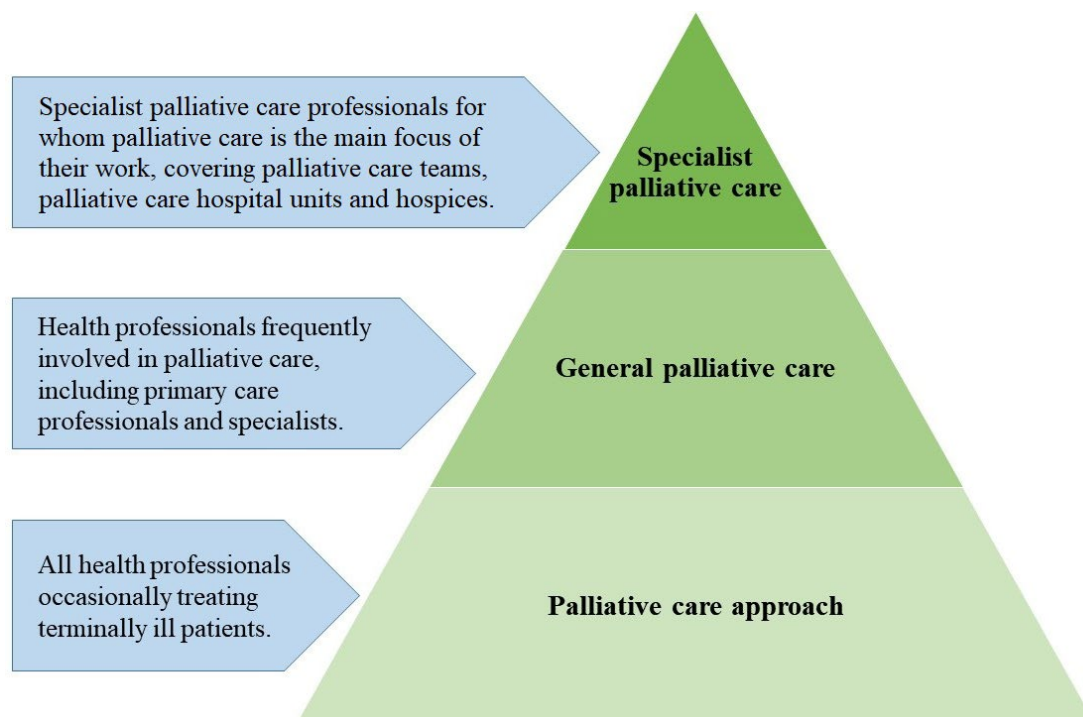 Specialist palliative care professionals for
whom palliative care is the main focus of
their work, covering palliative care teams,
palliative care hospital units and hospices.
Specialist
palliative care
Health professionals frequently
involved in palliative care,
including primary care
professionals and specialists.
General palliative care
All health professionals
occasionally treating
terminally ill patients.
Palliative care approach